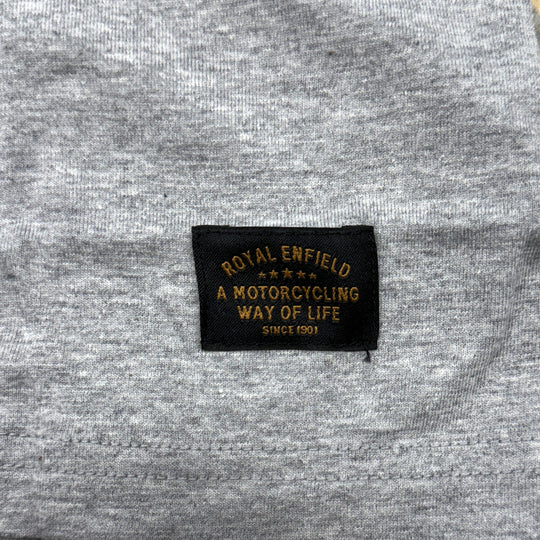 ROYAL ENFIELD
★★★★★
A MOTORCYCLING
WAY OF LIFE
SINCE 1901